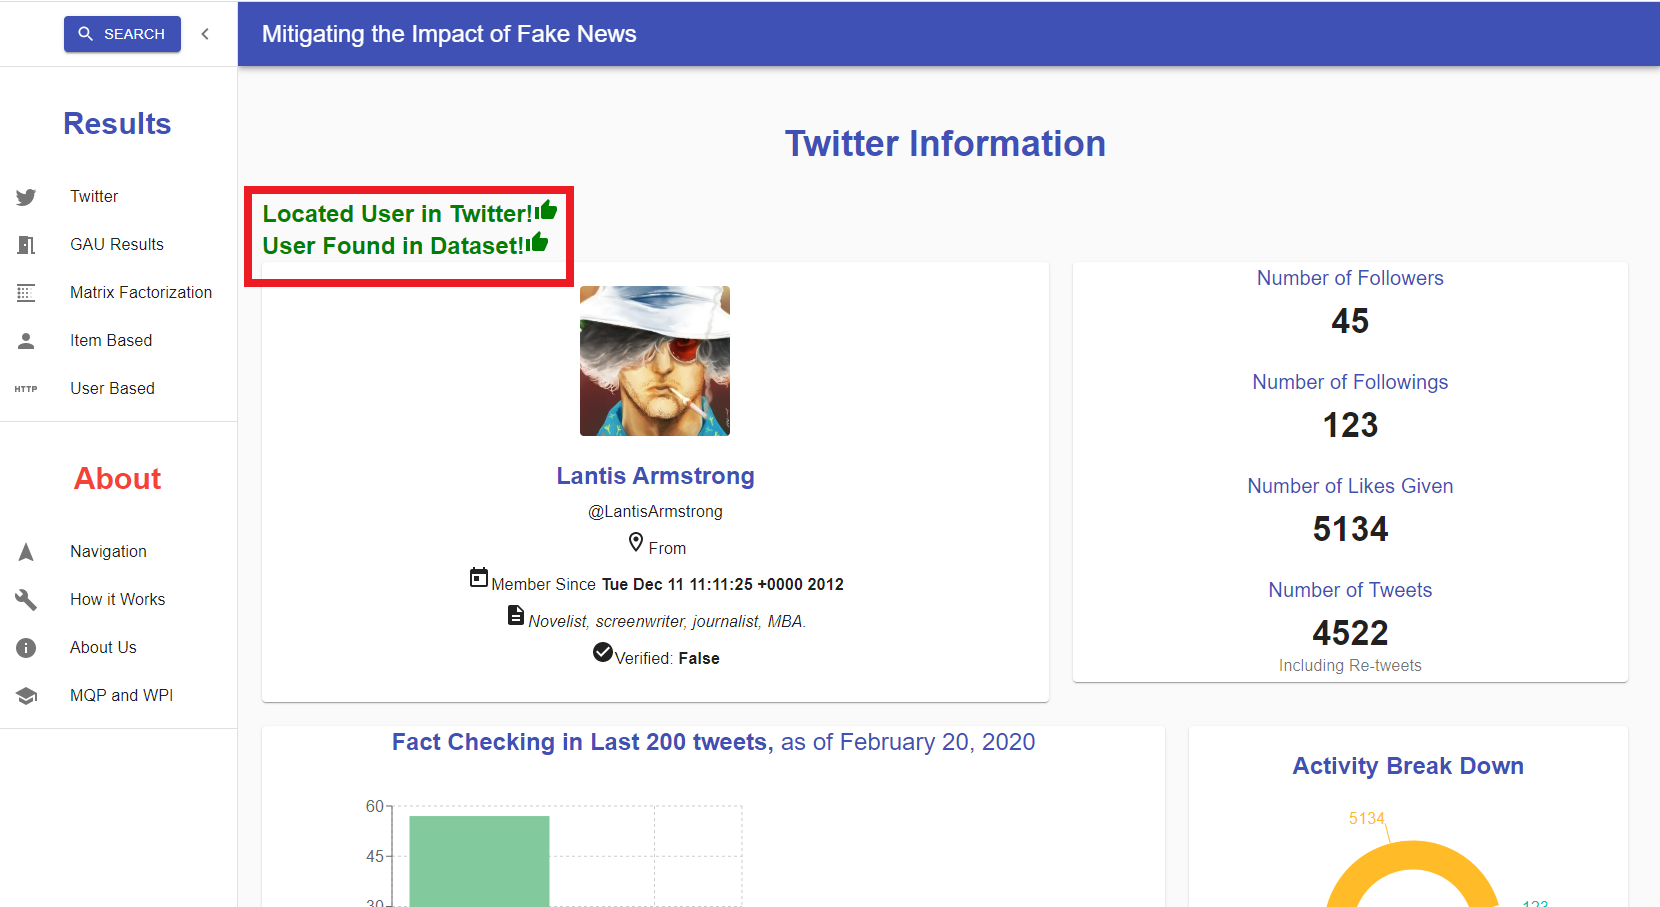 SEARCH
Mitigating the Impact of Fake News
Results
Twitter
GAU Results
Matrix Factorization
Item Based
HTTP
User Based
About
Navigation
How it Works
About Us
MQP and WPI
Twitter Information
Located User in Twitter!
User Found in Dataset!
Lantis Armstrong
@LantisArmstrong
From
Member Since Tue Dec 11 11:11:25 +0000 2012
Novelist, screenwriter, journalist, MBA.
Verified: False
Number of Followers
45
Number of Followings
123
Number of Likes Given
5134
Number of Tweets
4522
Including Re-tweets
Fact Checking in Last 200 tweets, as of February 20, 2020
60
45
30
Activity Break Down
5134
123